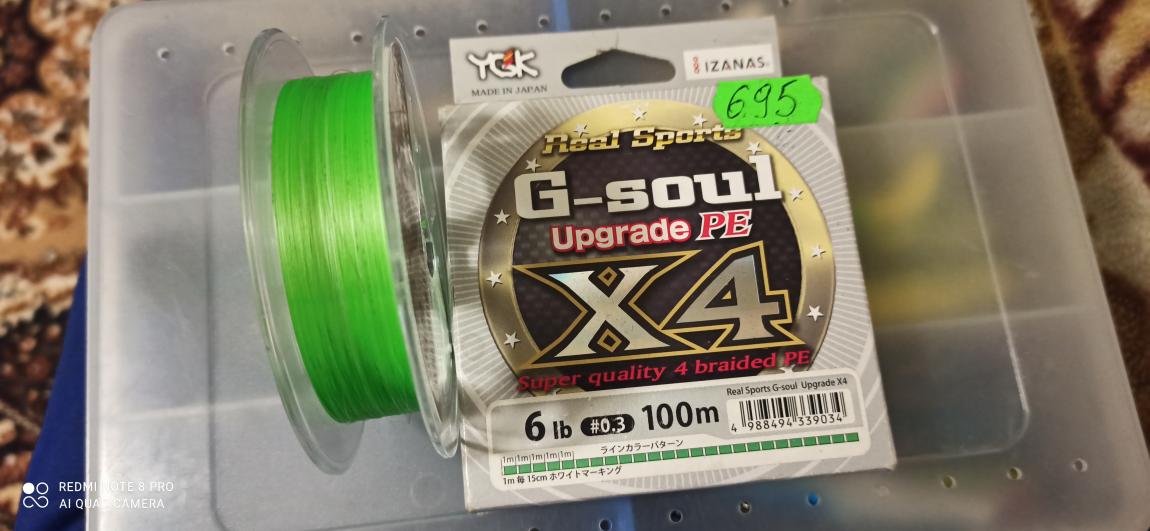 YGK
MADE IN JAPAN
IZANAS
695
Real Sports
G-soul
Upgrade PE
X4
Super quality 4 braided PE
Real Sports G-soul Upgrade X4
6 lb #0.3 100m
4 988494 339034
ラインカラーパターン
1m 1m 1m 1m 1m
1m 毎 15cm ホワイトマーキング
REDMI NOTE 8 PRO
AI QUAD CAMERA